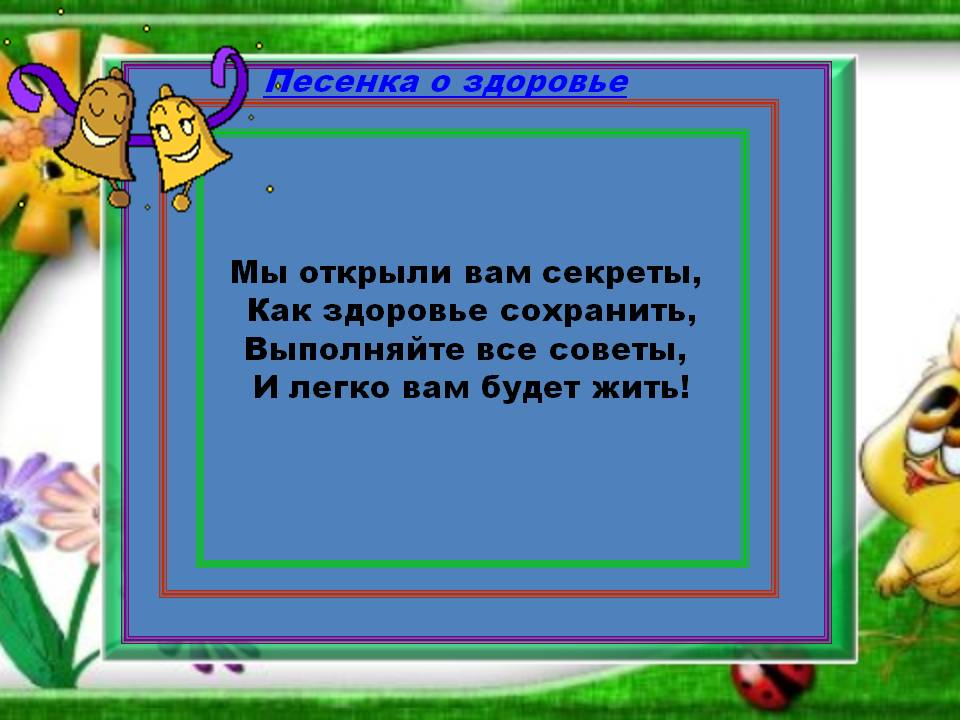 Песенка о здоровье
Мы открыли вам секреты,
Как здоровье сохранить,
Выполняйте все советы,
И легко вам будет жить!